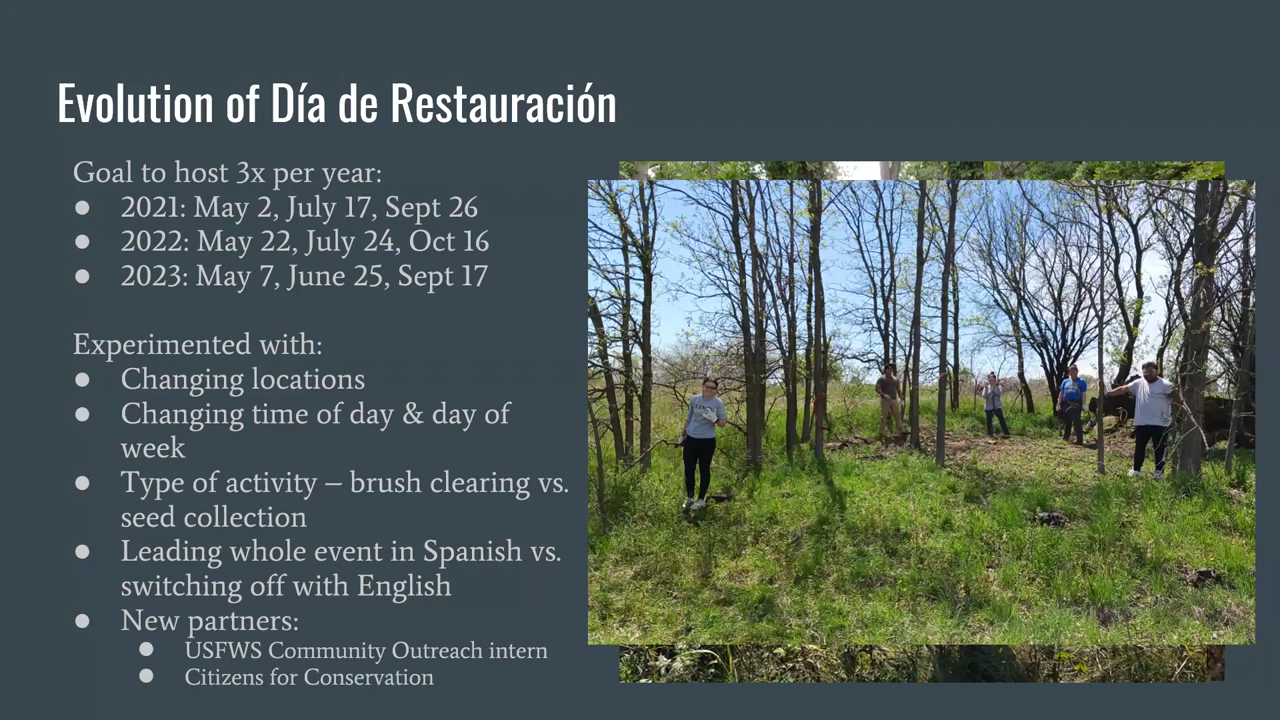 Evolution of Día de Restauración
Goal to host 3x per year:
● 2021: May 2, July 17, Sept 26
● 2022: May 22, July 24, Oct 16
● 2023: May 7, June 25, Sept 17
Experimented with:
● Changing locations
● Changing time of day & day of
week
● Type of activity – brush clearing vs.
seed collection
● Leading whole event in Spanish vs.
switching off with English
● New partners:
● USFWS Community Outreach intern
● Citizens for Conservation